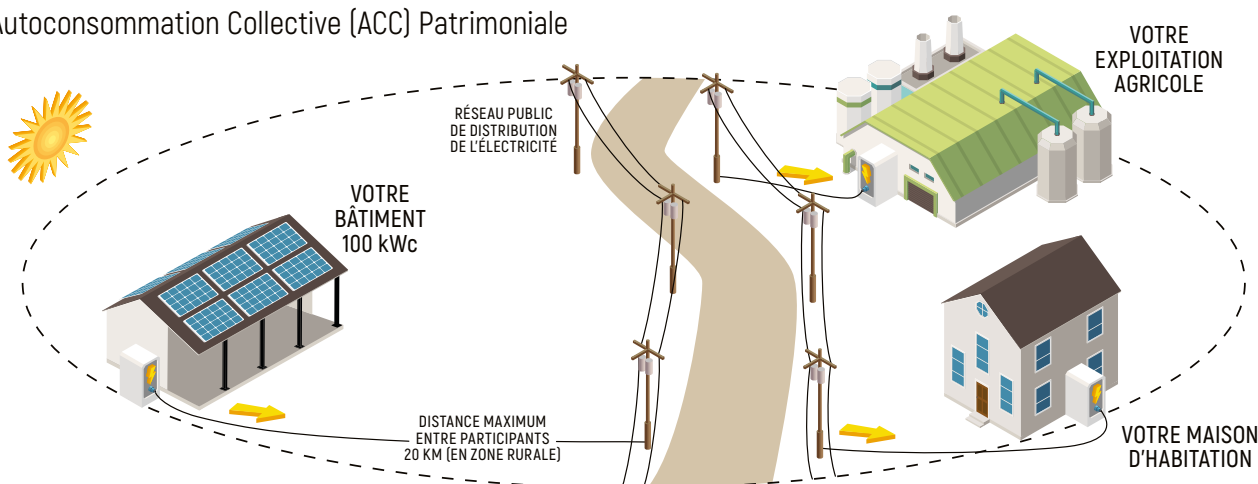 Autoconsommation Collective (ACC) Patrimoniale
VOTRE
EXPLOITATION
AGRICOLE
RÉSEAU PUBLIC
DE DISTRIBUTION
DE L'ÉLECTRICITÉ
VOTRE
BÂTIMENT
100 kWc
DISTANCE MAXIMUM
ENTRE PARTICIPANTS
20 KM (EN ZONE RURALE)
VOTRE MAISON
D'HABITATION